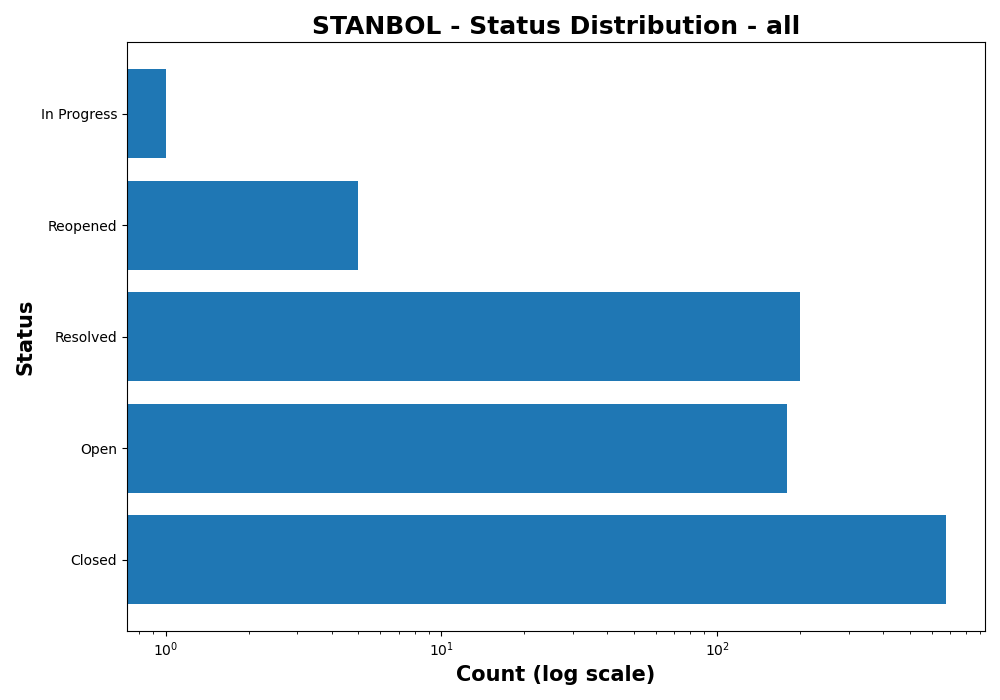 STANBOL - Status Distribution - all
In Progress
Reopened
Resolved
Open
Closed
Status
10⁰ 10¹ 10²
Count (log scale)